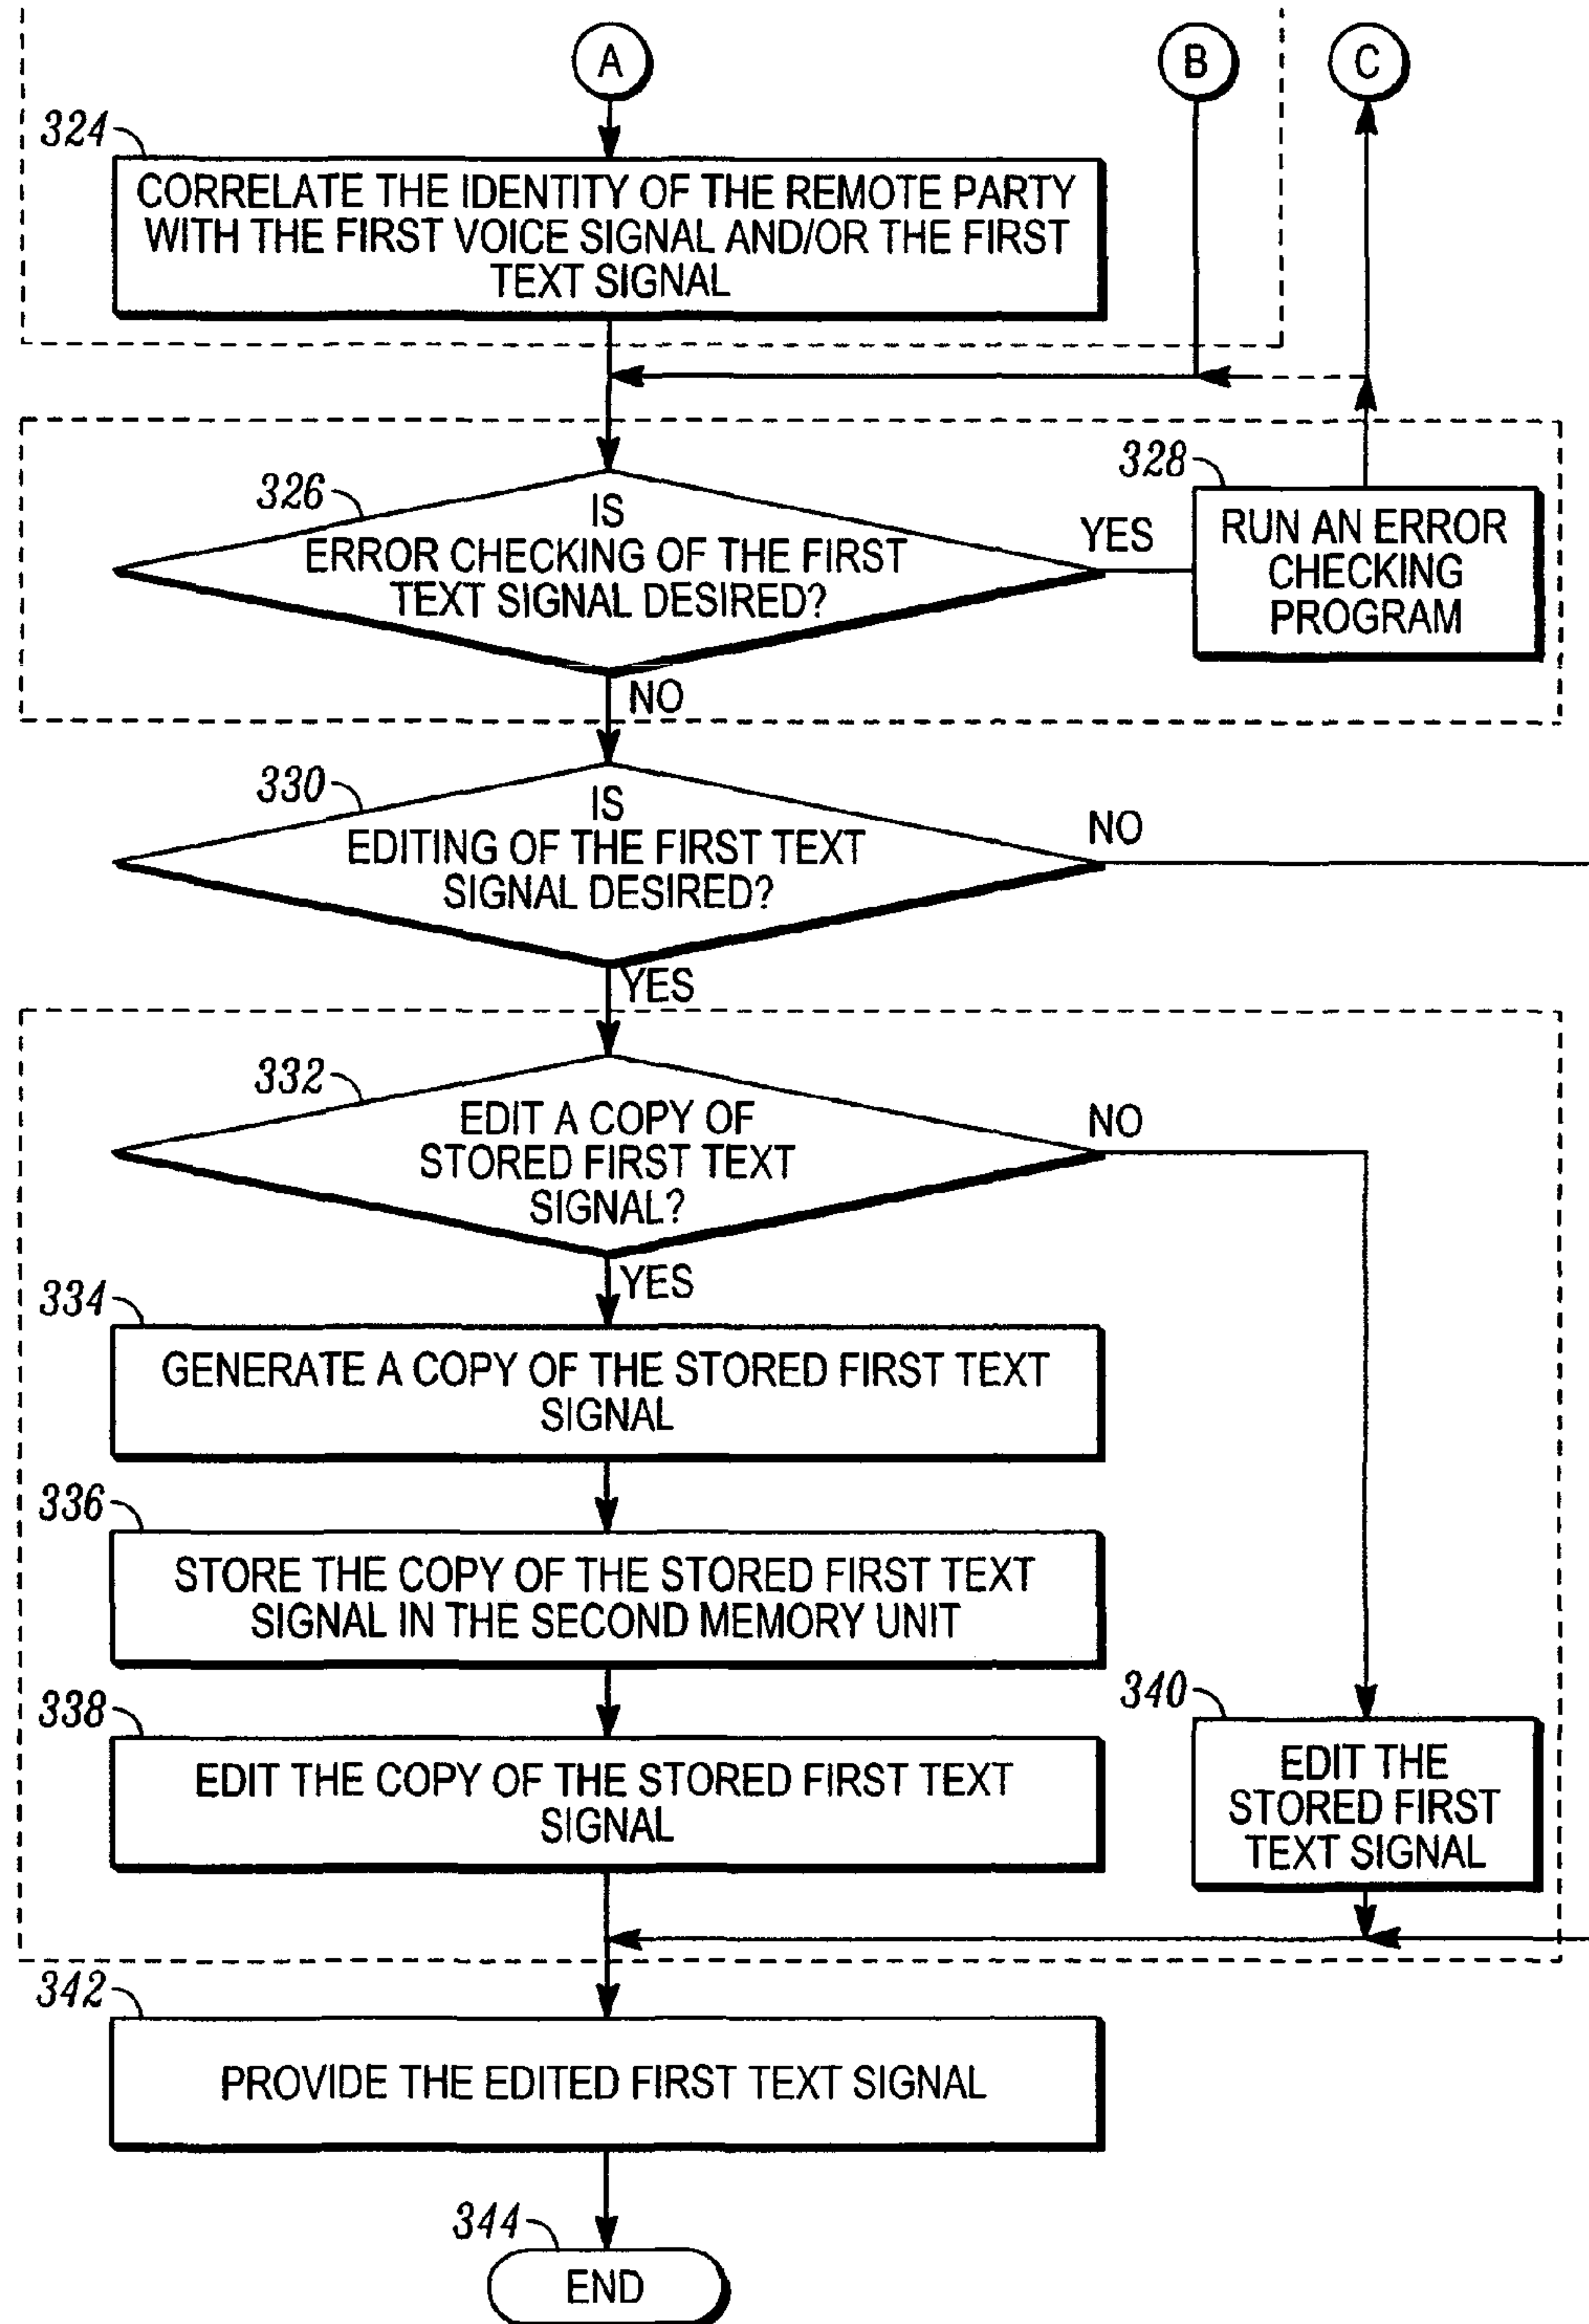 A
B
C
324
CORRELATE THE IDENTITY OF THE REMOTE PARTY
WITH THE FIRST VOICE SIGNAL AND/OR THE FIRST
TEXT SIGNAL
326
IS
ERROR CHECKING OF THE FIRST
TEXT SIGNAL DESIRED?
YES
328
RUN AN ERROR
CHECKING
PROGRAM
NO
330
IS
EDITING OF THE FIRST TEXT
SIGNAL DESIRED?
NO
YES
332
EDIT A COPY OF
STORED FIRST TEXT
SIGNAL?
NO
YES
334
GENERATE A COPY OF THE STORED FIRST TEXT
SIGNAL
336
STORE THE COPY OF THE STORED FIRST TEXT
SIGNAL IN THE SECOND MEMORY UNIT
338
EDIT THE COPY OF THE STORED FIRST TEXT
SIGNAL
340
EDIT THE
STORED FIRST
TEXT SIGNAL
342
PROVIDE THE EDITED FIRST TEXT SIGNAL
344
END